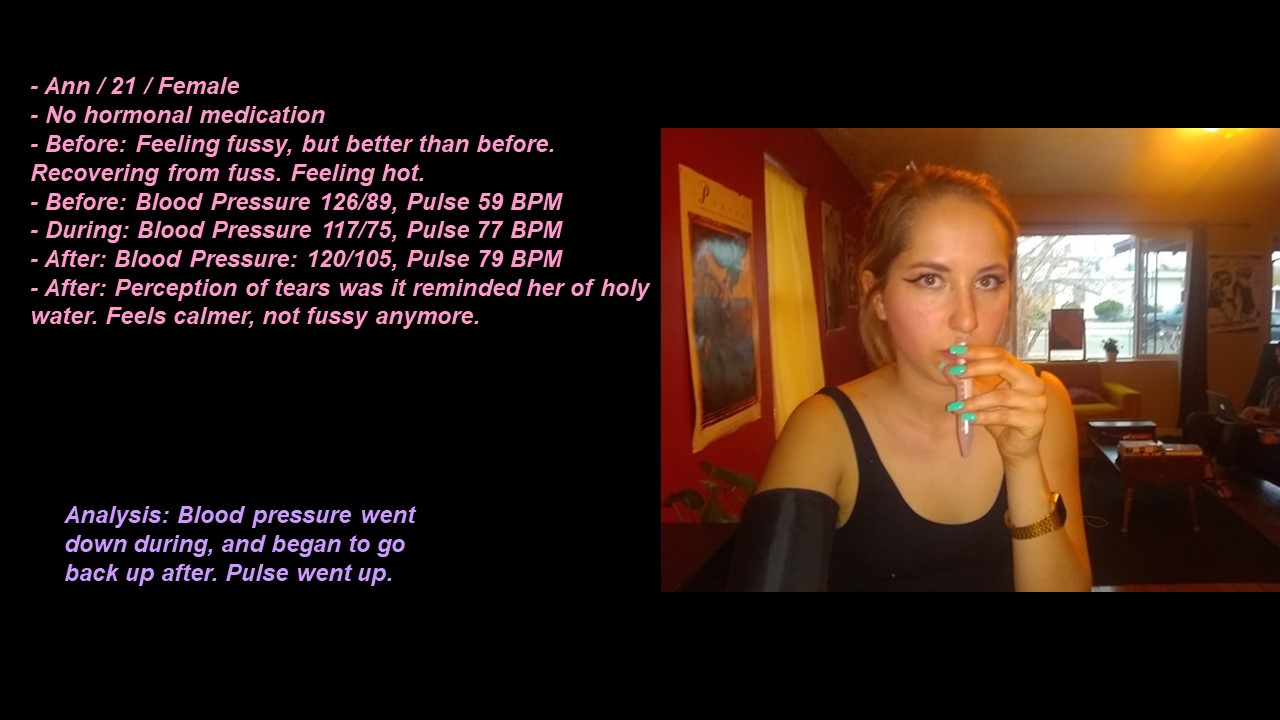 - Ann / 21 / Female
- No hormonal medication
- Before: Feeling fussy, but better than before.
Recovering from fuss. Feeling hot.
- Before: Blood Pressure 126/89, Pulse 59 BPM
- During: Blood Pressure 117/75, Pulse 77 BPM
- After: Blood Pressure: 120/105, Pulse 79 BPM
- After: Perception of tears was it reminded her of holy
water. Feels calmer, not fussy anymore.
Analysis: Blood pressure went
down during, and began to go
back up after. Pulse went up.